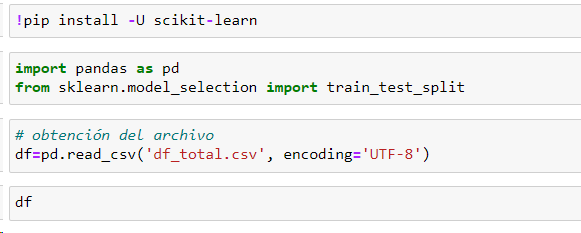 !pip install -U scikit-learn
import pandas as pd
from sklearn.model_selection import train_test_split
# obtención del archivo
df=pd.read_csv('df_total.csv', encoding='UTF-8')
df